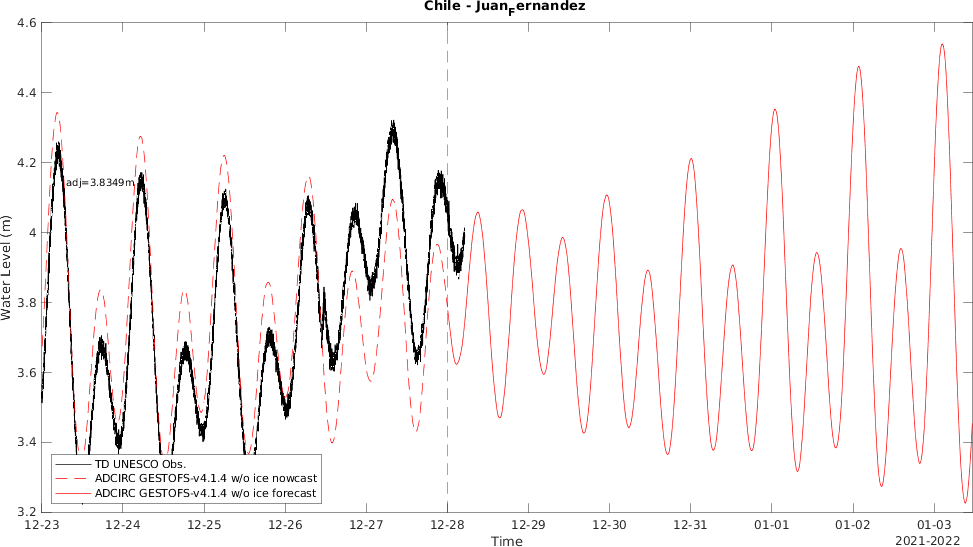 Chile - JuanFernandez
4.6
4.4
4.2
4
3.8
3.6
3.4
3.2
Water Level (m)
adj=3.8349m
TD UNESCO Obs.
ADCIRC GESTOFS-v4.1.4 w/o ice nowcast
ADCIRC GESTOFS-v4.1.4 w/o ice forecast
12-23 12-24 12-25 12-26 12-27 12-28 12-29 12-30 12-31 01-01 01-02 01-03
Time
2021-2022